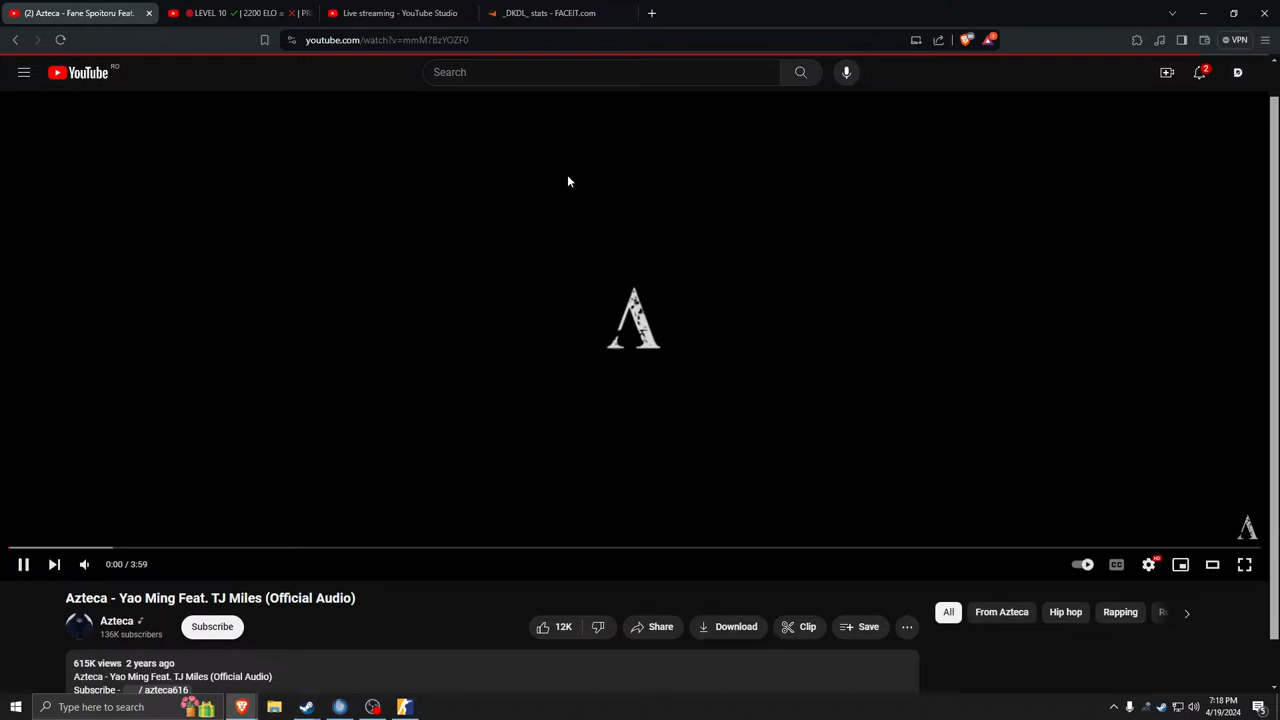 (2) Azteca - Fane Spoitoru Feat.
LEVEL 10 ✓ | 2200 ELO = ✕ | PR
Live streaming - YouTube Studio
_DKDL_ stats - FACEIT.com
youtube.com/watch?v=mmM7BzYOZF0
VPN
YouTube RO
Search
2
D
0:00 / 3:59
CC
HD
Azteca - Yao Ming Feat. TJ Miles (Official Audio)
Azteca
136K subscribers
Subscribe
12K
Share
Download
Clip
Save
All
From Azteca
Hip hop
Rapping
615K views 2 years ago
Azteca - Yao Ming Feat. TJ Miles (Official Audio)
Subscribe - / azteca616
Type here to search
7:18 PM
4/19/2024
5